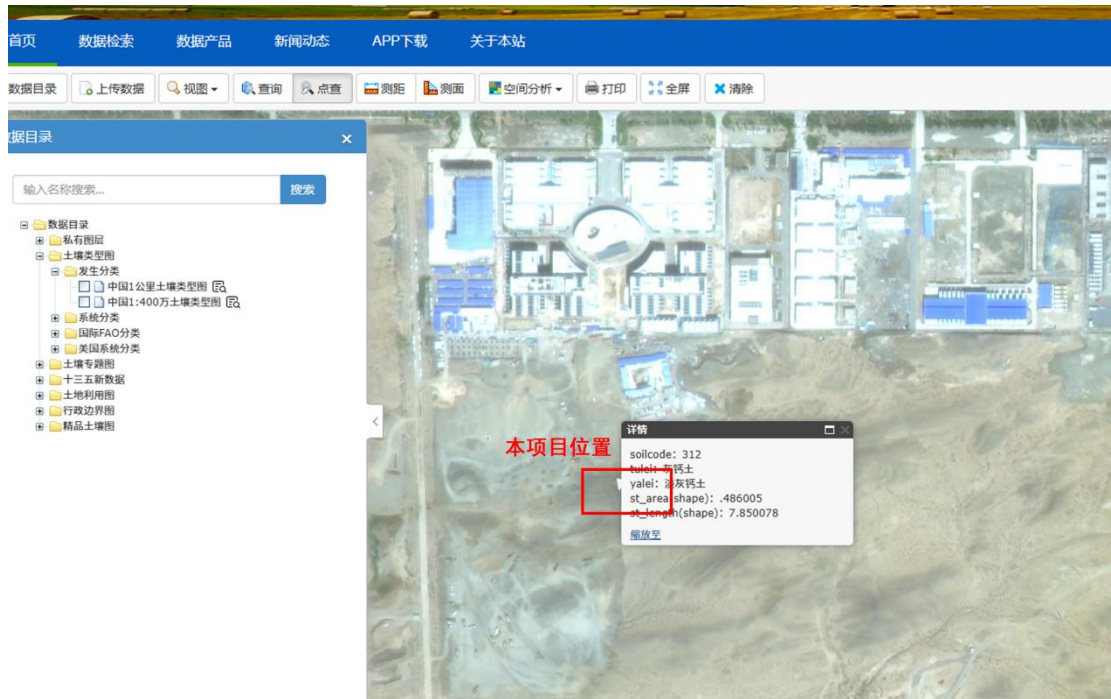 首页 数据检索 数据产品 新闻动态 APP下载 关于本站
数据目录 上传数据 视图 查询 点查 测距 测面 空间分析 打印 全屏 清除
数据目录
输入名称搜索... 搜索
数据目录
私有图层
土壤类型图
发生分类
中国1公里土壤类型图
中国1:400万土壤类型图
系统分类
国际FAO分类
美国系统分类
土壤专题图
十三五新数据
土地利用图
行政边界图
精品土壤图
本项目位置
详情
soilcode: 312
tulei: 灰钙土
yalei: 淡灰钙土
st_area(shape): .486005
st_length(shape): 7.850078
缩放至